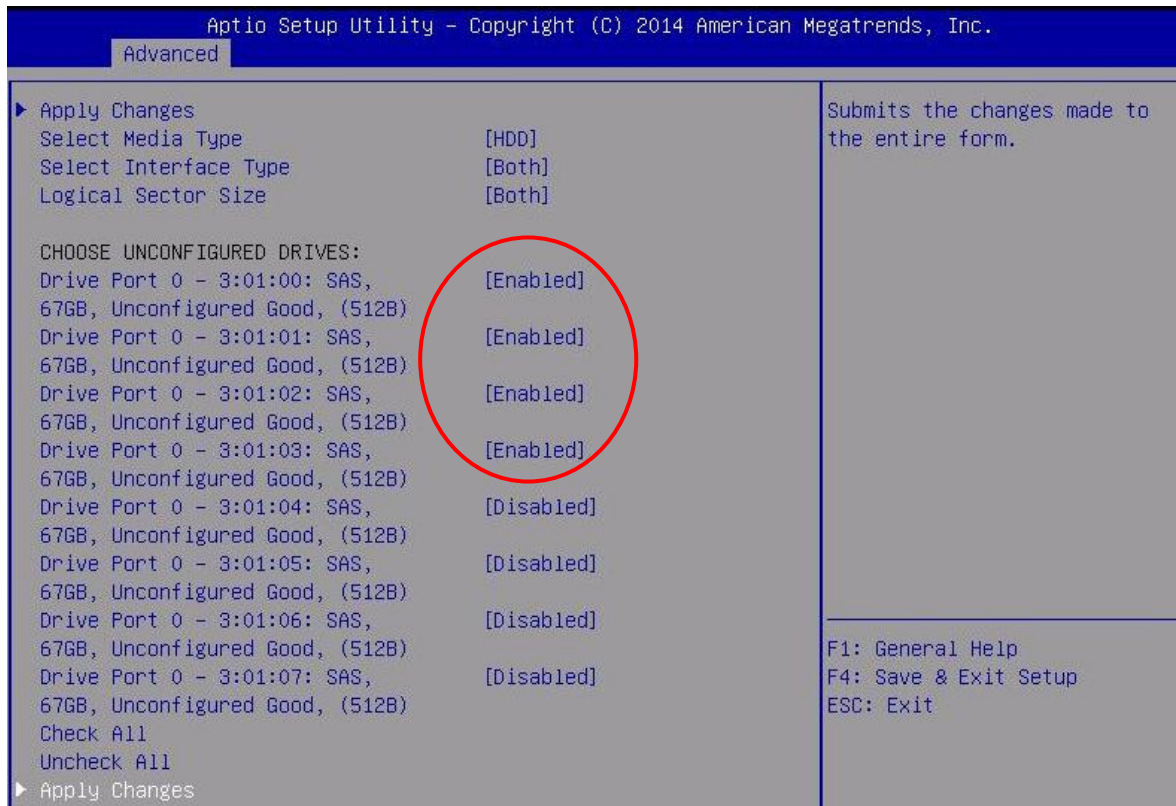 Aptio Setup Utility – Copyright (C) 2014 American Megatrends, Inc.
Advanced
Apply Changes
Select Media Type [HDD]
Select Interface Type [Both]
Logical Sector Size [Both]
CHOOSE UNCONFIGURED DRIVES:
Drive Port 0 – 3:01:00: SAS, [Enabled]
67GB, Unconfigured Good, (512B)
Drive Port 0 – 3:01:01: SAS, [Enabled]
67GB, Unconfigured Good, (512B)
Drive Port 0 – 3:01:02: SAS, [Enabled]
67GB, Unconfigured Good, (512B)
Drive Port 0 – 3:01:03: SAS, [Enabled]
67GB, Unconfigured Good, (512B)
Drive Port 0 – 3:01:04: SAS, [Disabled]
67GB, Unconfigured Good, (512B)
Drive Port 0 – 3:01:05: SAS, [Disabled]
67GB, Unconfigured Good, (512B)
Drive Port 0 – 3:01:06: SAS, [Disabled]
67GB, Unconfigured Good, (512B)
Drive Port 0 – 3:01:07: SAS, [Disabled]
67GB, Unconfigured Good, (512B)
Check All
Uncheck All
Apply Changes
Submits the changes made to
the entire form.
F1: General Help
F4: Save & Exit Setup
ESC: Exit